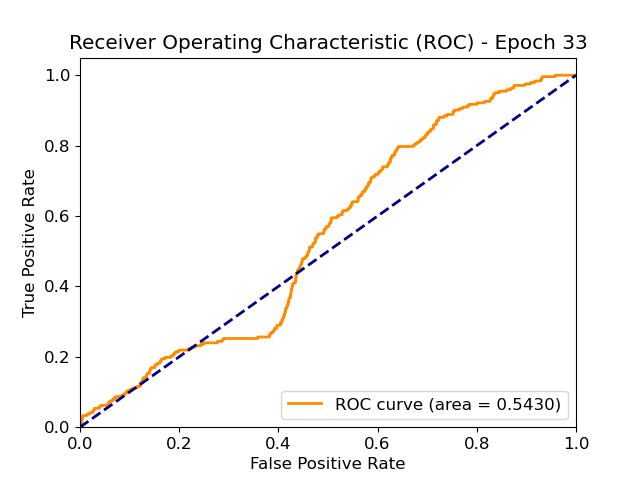 Receiver Operating Characteristic (ROC) - Epoch 33
True Positive Rate
1.0
0.8
0.6
0.4
0.2
0.0
ROC curve (area = 0.5430)
0.0 0.2 0.4 0.6 0.8 1.0
False Positive Rate